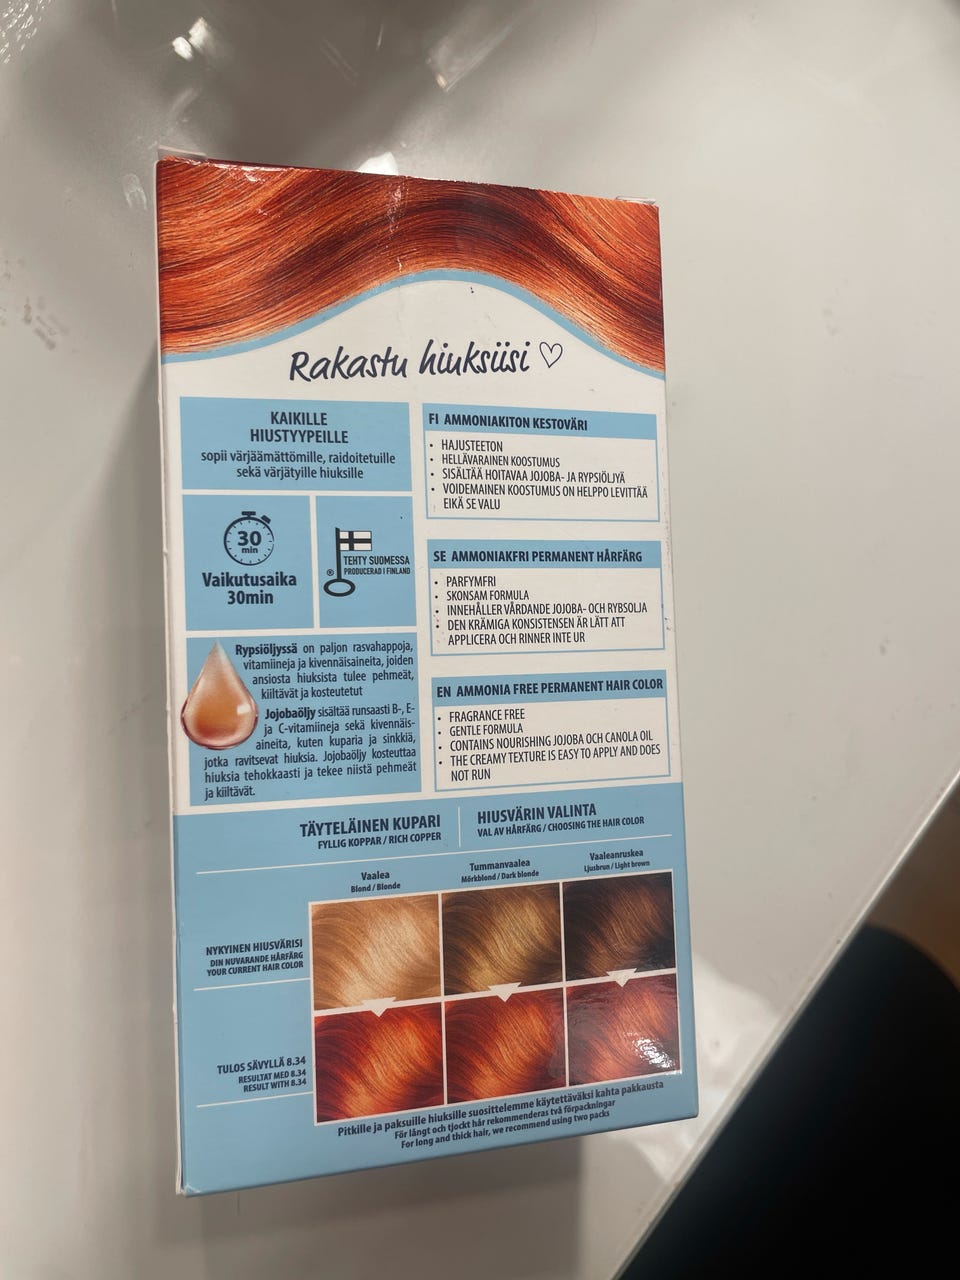 Rakastu hiuksiisi ♡
KAIKILLE
HIUSTYYPEILLE
sopii värjäämättömille, raidoitetuille
sekä värjätyille hiuksille
30
min
Vaikutusaika
30min
®
TEHTY SUOMESSA
PRODUCERAD I FINLAND
Rypsiöljyssä on paljon rasvahappoja,
vitamiineja ja kivennäisaineita, joiden
ansiosta hiuksista tulee pehmeät,
kiiltävät ja kosteutetut
Jojobaöljy sisältää runsaasti B-, E-
ja C-vitamiineja sekä kivennäis-
aineita, kuten kuparia ja sinkkiä,
jotka ravitsevat hiuksia. Jojobaöljy kosteuttaa
hiuksia tehokkaasti ja tekee niistä pehmeät
ja kiiltävät.
FI AMMONIAKITON KESTOVÄRI
• HAJUSTEETON
• HELLÄVARAINEN KOOSTUMUS
• SISÄLTÄÄ HOITAVAA JOJOBA- JA RYPSIÖLJYÄ
• VOIDEMAINEN KOOSTUMUS ON HELPPO LEVITTÄÄ
EIKÄ SE VALU
SE AMMONIAKFRI PERMANENT HÅRFÄRG
• PARFYMFRI
• SKONSAM FORMULA
• INNEHÅLLER VÅRDANDE JOJOBA- OCH RYBSOLJA
• DEN KRÄMIGA KONSISTENSEN ÄR LÄTT ATT
APPLICERA OCH RINNER INTE UR
EN AMMONIA FREE PERMANENT HAIR COLOR
• FRAGRANCE FREE
• GENTLE FORMULA
• CONTAINS NOURISHING JOJOBA OCH CANOLA OIL
• THE CREAMY TEXTURE IS EASY TO APPLY AND DOES
NOT RUN
TÄYTELÄINEN KUPARI
FYLLIG KOPPAR / RICH COPPER
HIUSVÄRIN VALINTA
VAL AV HÅRFÄRG / CHOOSING THE HAIR COLOR
Vaalea
Blond / Blonde
Tummanvaalea
Mörkblond / Dark blonde
Vaaleanruskea
Ljusbrun / Light brown
NYKYINEN HIUSVÄRISI
DIN NUVARANDE HÅRFÄRG
YOUR CURRENT HAIR COLOR
TULOS SÄVYLLÄ 8.34
RESULTAT MED 8.34
RESULT WITH 8.34
Pitkille ja paksuille hiuksille suosittelemme käytettäväksi kahta pakkausta
För långt och tjockt hår rekommenderas två förpackningar
For long and thick hair, we recommend using two packs